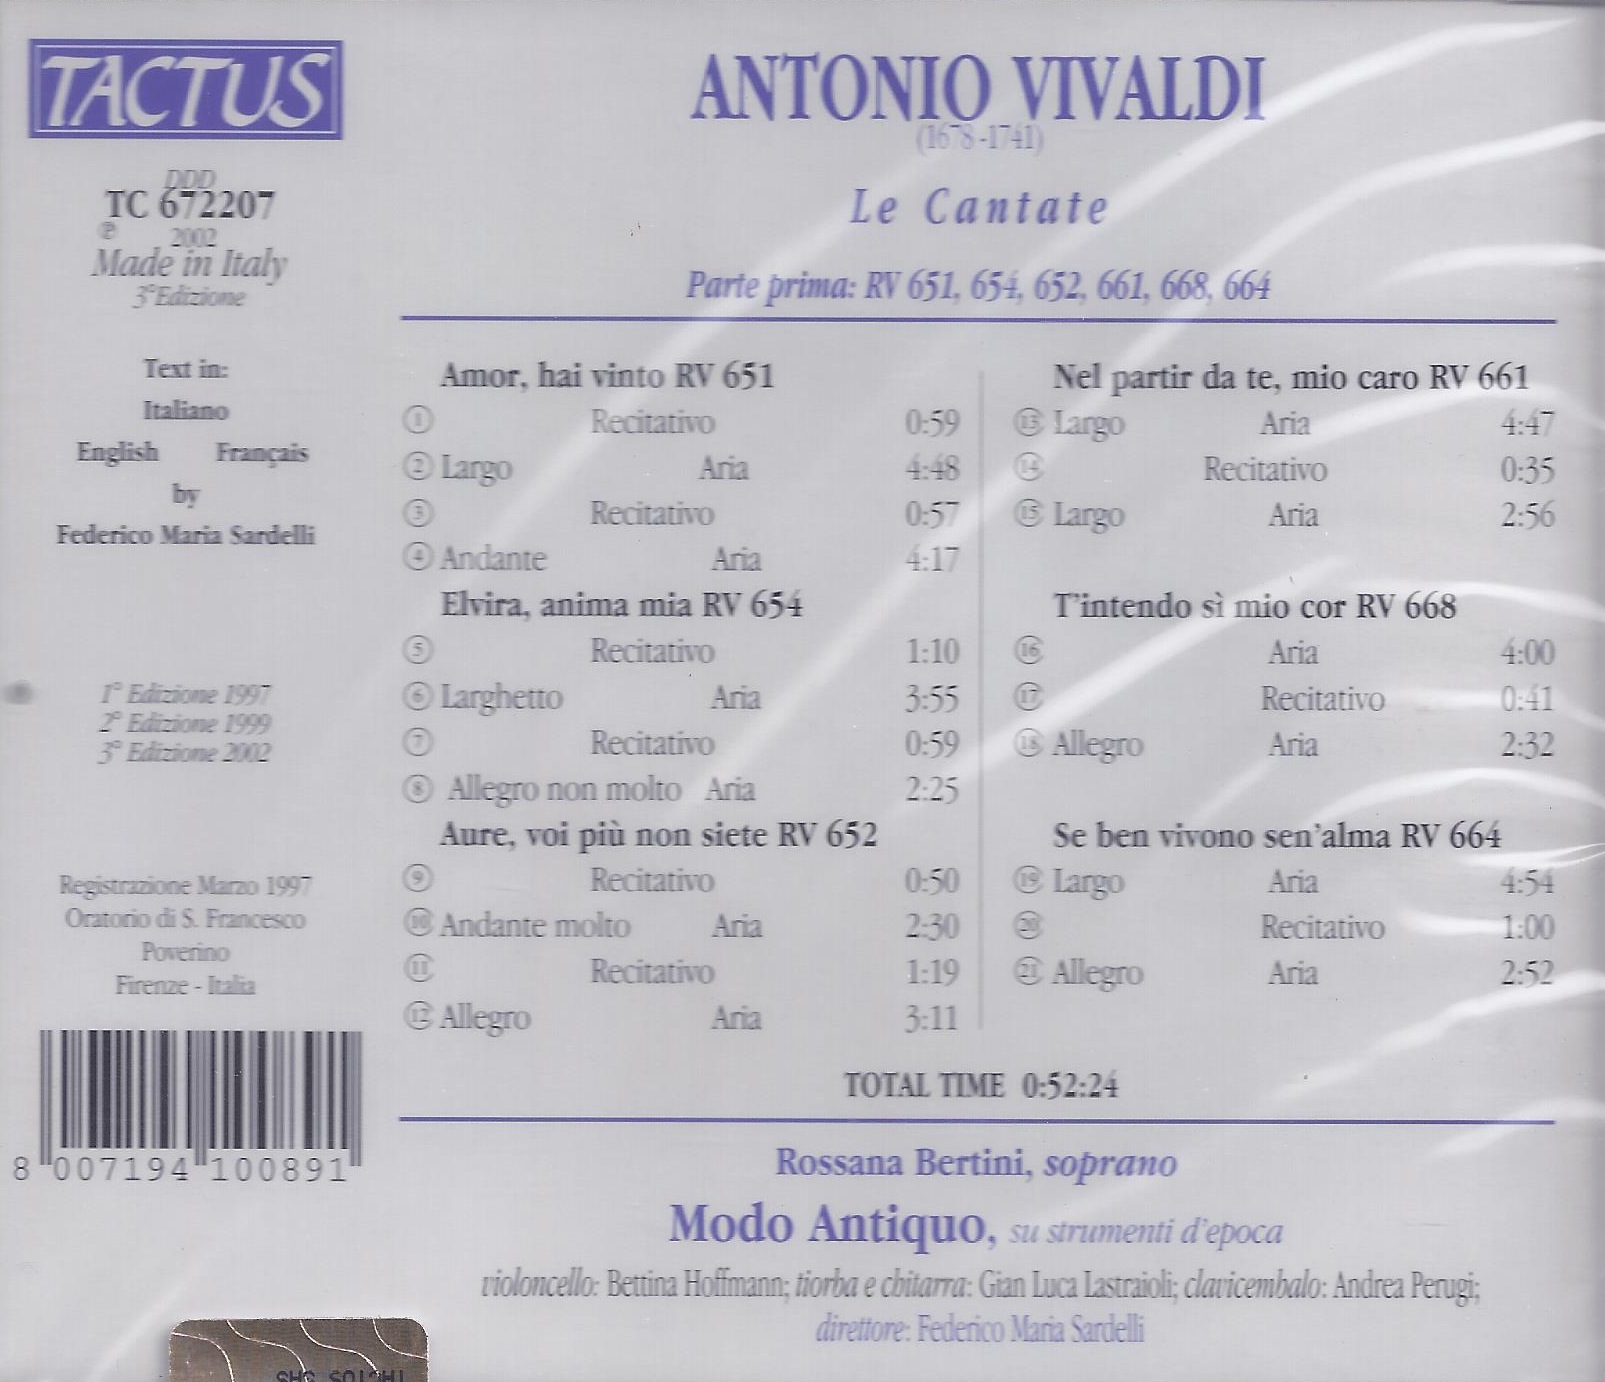 TACTUS
DDD
TC 672207
℗ 2002
Made in Italy
3° Edizione
Text in:
Italiano
English Français
by
Federico Maria Sardelli
1° Edizione 1997
2° Edizione 1999
3° Edizione 2002
Registrazione Marzo 1997
Oratorio di S. Francesco
Poverino
Firenze - Italia
8 007194 100891
ANTONIO VIVALDI
(1678-1741)
Le Cantate
Parte prima: RV 651, 654, 652, 661, 668, 664
Amor, hai vinto RV 651
1 Recitativo 0:59
2 Largo Aria 4:48
3 Recitativo 0:57
4 Andante Aria 4:17
Elvira, anima mia RV 654
5 Recitativo 1:10
6 Larghetto Aria 3:55
7 Recitativo 0:59
8 Allegro non molto Aria 2:25
Aure, voi più non siete RV 652
9 Recitativo 0:50
10 Andante molto Aria 2:30
11 Recitativo 1:19
12 Allegro Aria 3:11
Nel partir da te, mio caro RV 661
13 Largo Aria 4:47
14 Recitativo 0:35
15 Largo Aria 2:56
T'intendo sì mio cor RV 668
16 Aria 4:00
17 Recitativo 0:41
18 Allegro Aria 2:32
Se ben vivono sen'alma RV 664
19 Largo Aria 4:54
20 Recitativo 1:00
21 Allegro Aria 2:52
TOTAL TIME 0:52:24
Rossana Bertini, soprano
Modo Antiquo, su strumenti d'epoca
violoncello: Bettina Hoffmann; tiorba e chitarra: Gian Luca Lastraioli; clavicembalo: Andrea Perugi;
direttore: Federico Maria Sardelli